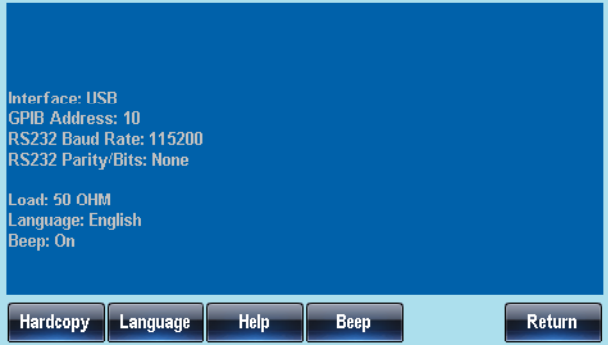 Interface: USB
GPIB Address: 10
RS232 Baud Rate: 115200
RS232 Parity/Bits: None
Load: 50 OHM
Language: English
Beep: On
Hardcopy Language Help Beep Return